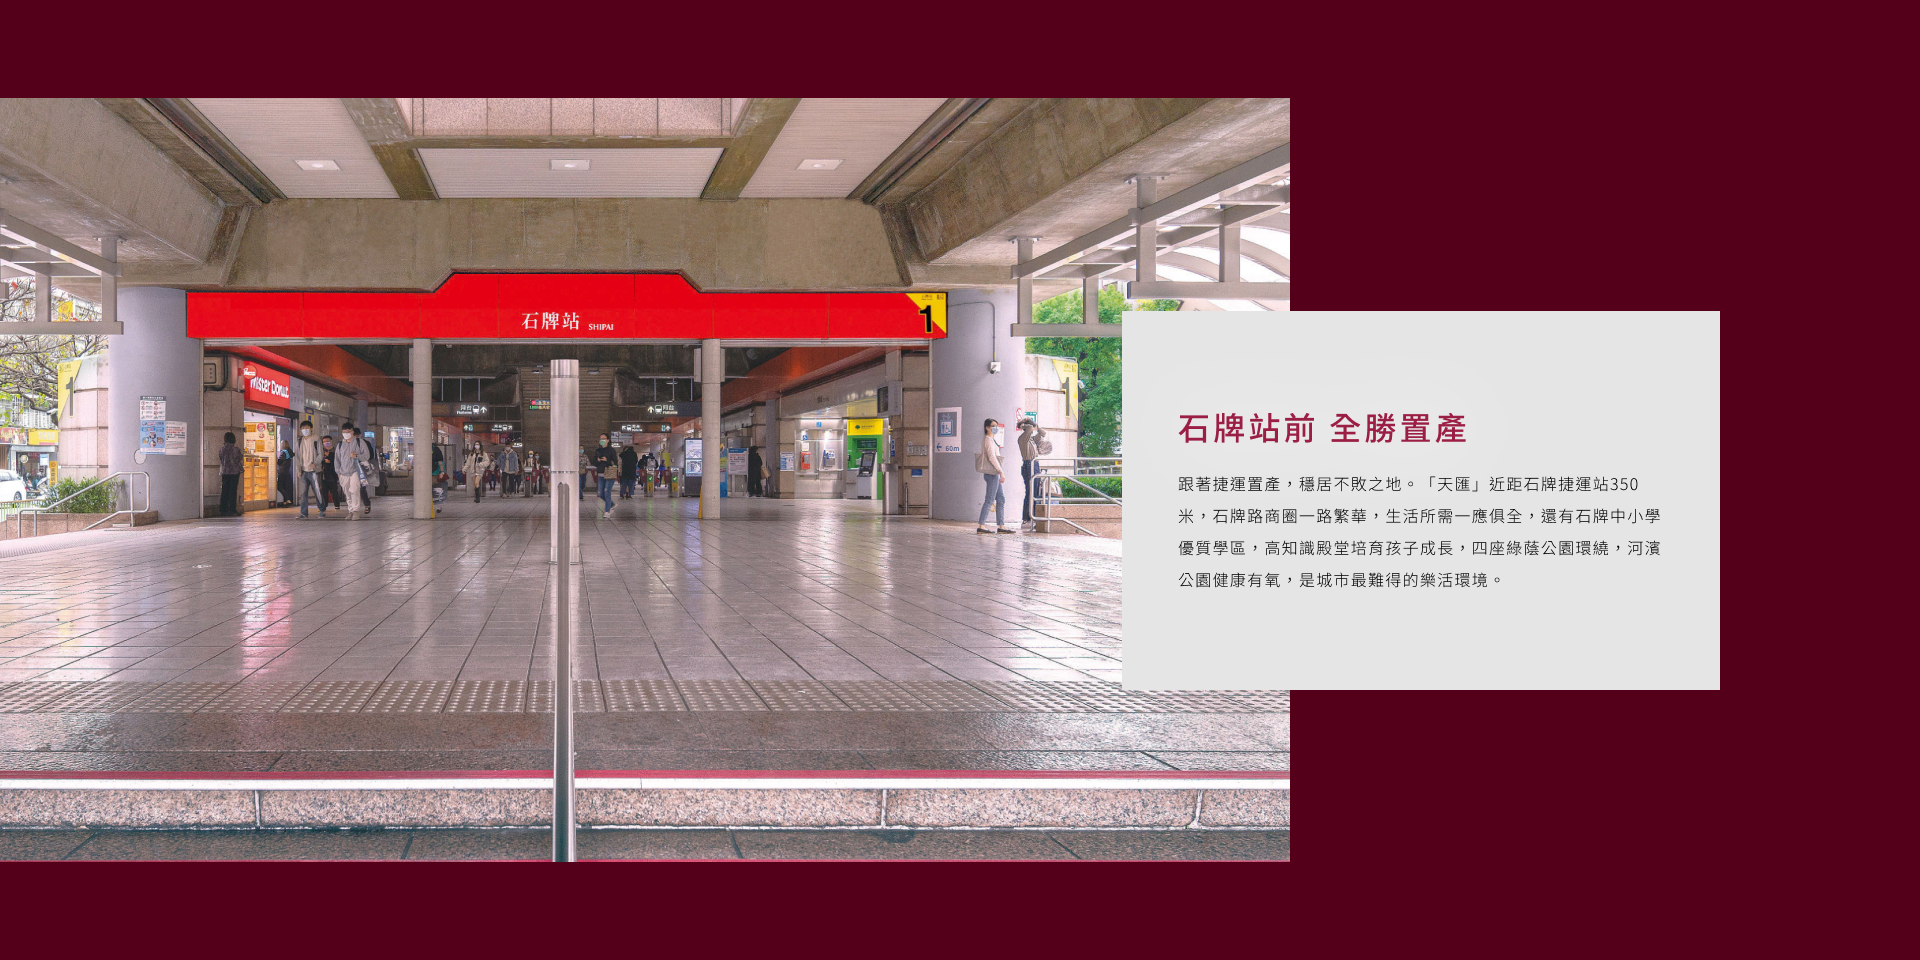 石牌站 SHIPAI
1
Mister Donut
1
1
60m
石牌站前 全勝置產
跟著捷運置產，穩居不敗之地。「天匯」近距石牌捷運站350
米，石牌路商圈一路繁華，生活所需一應俱全，還有石牌中小學
優質學區，高知識殿堂培育孩子成長，四座綠蔭公園環繞，河濱
公園健康有氧，是城市最難得的樂活環境。